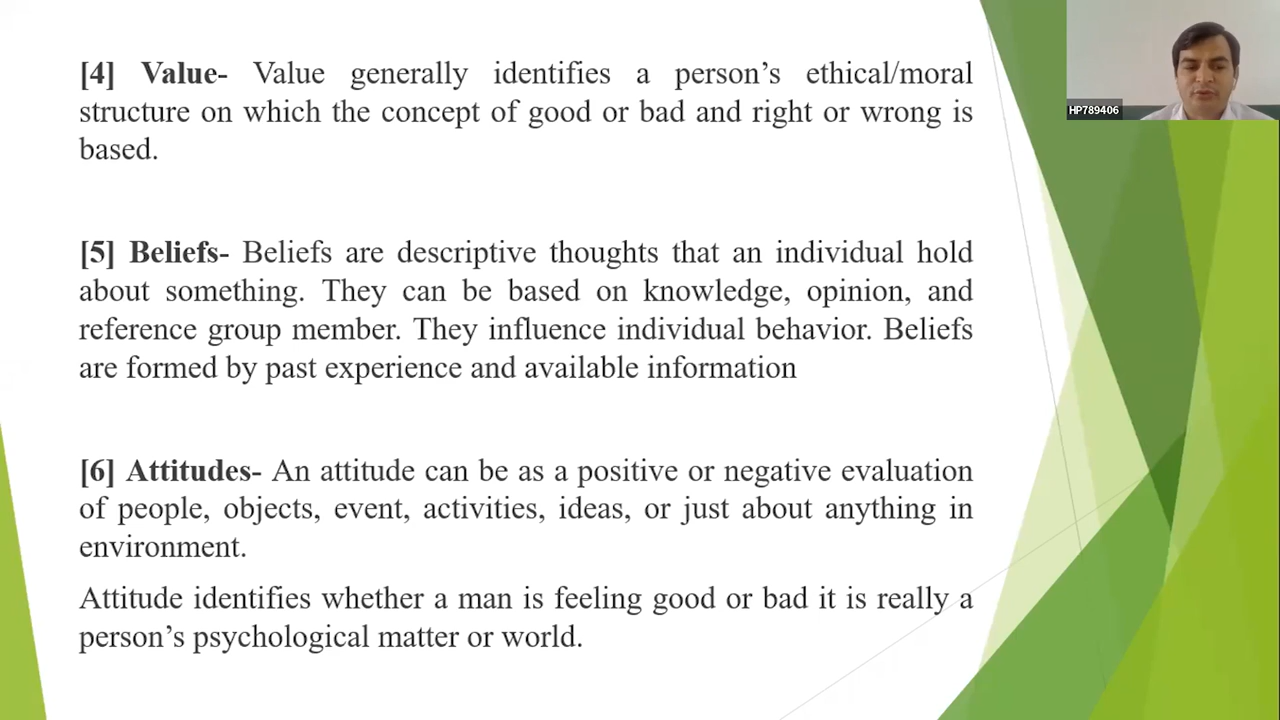 [4] Value- Value generally identifies a person’s ethical/moral
structure on which the concept of good or bad and right or wrong is
based.
[5] Beliefs- Beliefs are descriptive thoughts that an individual hold
about something. They can be based on knowledge, opinion, and
reference group member. They influence individual behavior. Beliefs
are formed by past experience and available information
[6] Attitudes- An attitude can be as a positive or negative evaluation
of people, objects, event, activities, ideas, or just about anything in
environment.
Attitude identifies whether a man is feeling good or bad it is really a
person’s psychological matter or world.
HP789406